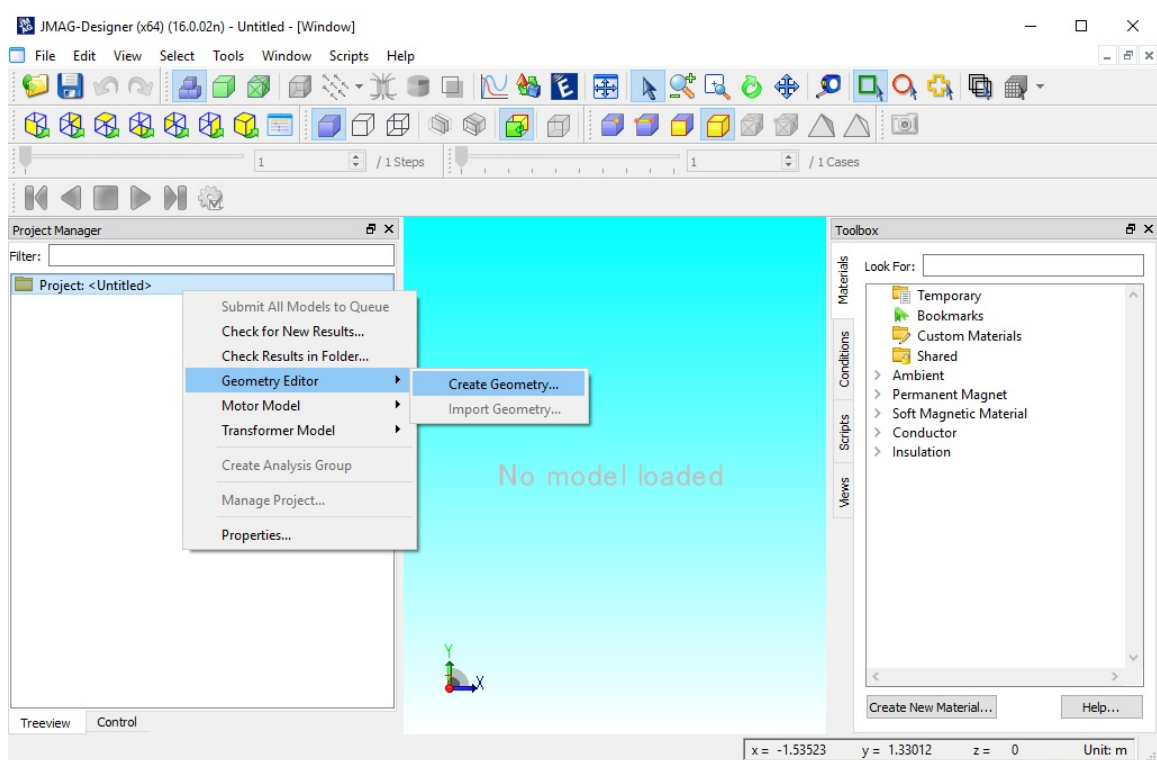 JMAG-Designer (x64) (16.0.02n) - Untitled - [Window]
File Edit View Select Tools Window Scripts Help
1 / 1 Steps 1 / 1 Cases
Project Manager
Filter:
Project: <Untitled>
Submit All Models to Queue
Check for New Results...
Check Results in Folder...
Geometry Editor
Motor Model
Transformer Model
Create Analysis Group
Manage Project...
Properties...
Create Geometry...
Import Geometry...
Treeview Control
No model loaded
Y
X
Toolbox
Materials
Conditions
Scripts
Views
Look For:
Temporary
Bookmarks
Custom Materials
Shared
Ambient
Permanent Magnet
Soft Magnetic Material
Conductor
Insulation
Create New Material... Help...
x = -1.53523 y = 1.33012 z = 0 Unit: m